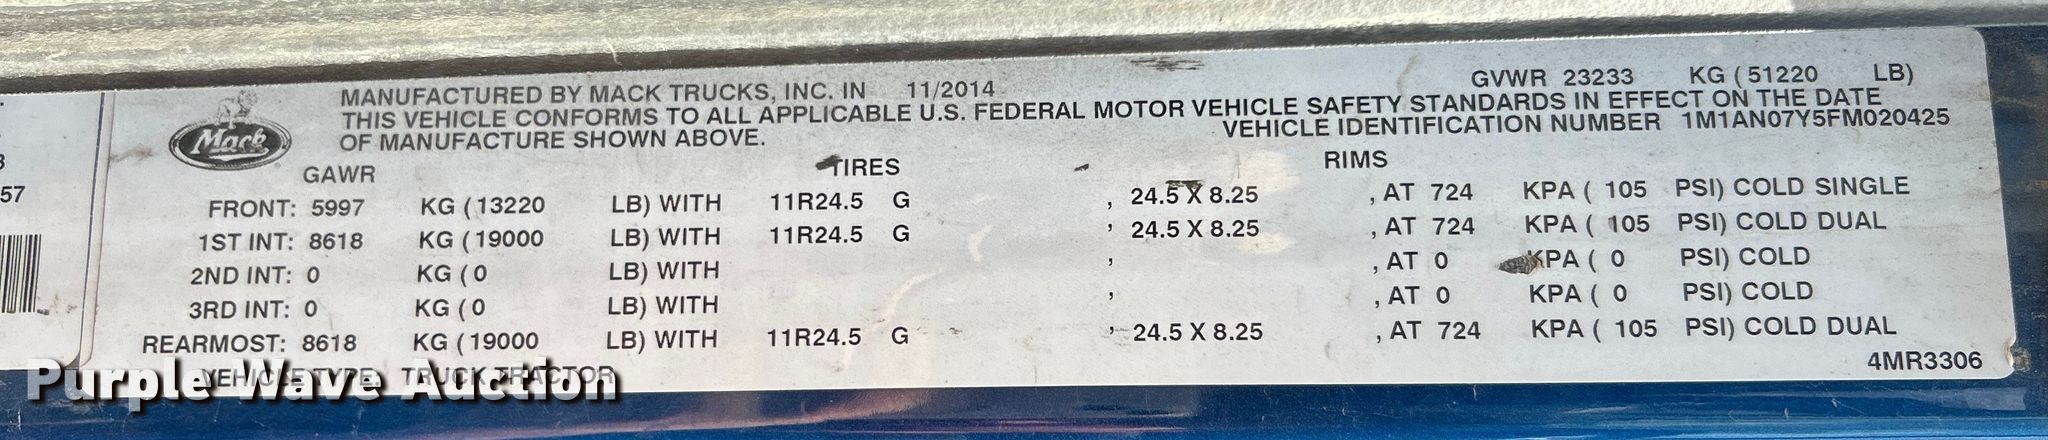 MANUFACTURED BY MACK TRUCKS, INC. IN 11/2014 GVWR 23233 KG (51220 LB)
THIS VEHICLE CONFORMS TO ALL APPLICABLE U.S. FEDERAL MOTOR VEHICLE SAFETY STANDARDS IN EFFECT ON THE DATE
OF MANUFACTURE SHOWN ABOVE. VEHICLE IDENTIFICATION NUMBER 1M1AN07Y5FM020425
Mack
GAWR TIRES RIMS
FRONT: 5997 KG (13220 LB) WITH 11R24.5 G , 24.5 X 8.25 , AT 724 KPA ( 105 PSI) COLD SINGLE
57
1ST INT: 8618 KG (19000 LB) WITH 11R24.5 G , 24.5 X 8.25 , AT 724 KPA ( 105 PSI) COLD DUAL
2ND INT: 0 KG (0 LB) WITH , , AT 0 KPA ( 0 PSI) COLD
3RD INT: 0 KG (0 LB) WITH , , AT 0 KPA ( 0 PSI) COLD
REARMOST: 8618 KG (19000 LB) WITH 11R24.5 G , 24.5 X 8.25 , AT 724 KPA ( 105 PSI) COLD DUAL
VEHICLE TYPE: TRUCK TRACTOR 4MR3306
Purple Wave Auction